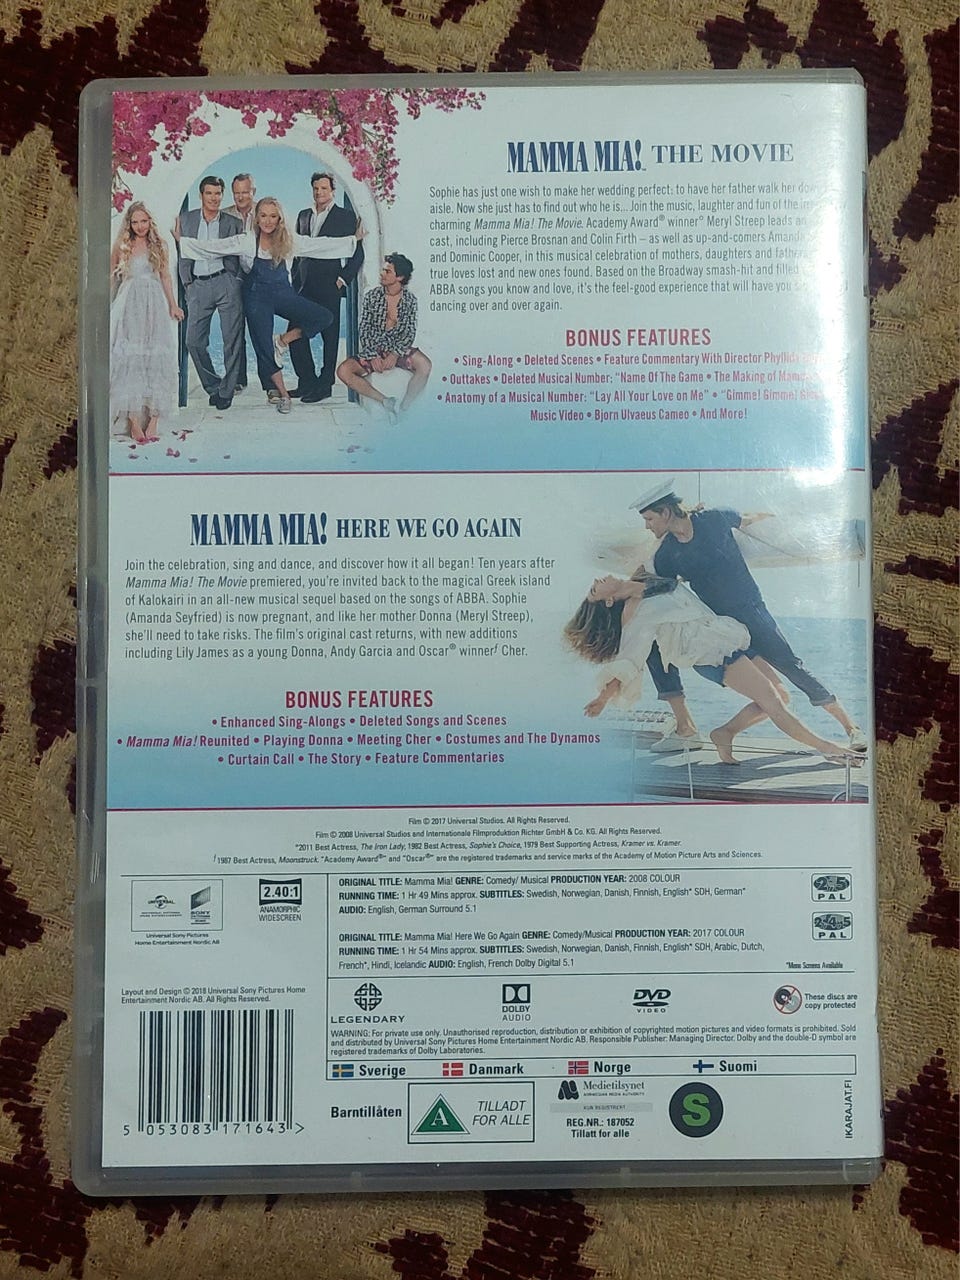 MAMMA MIA! THE MOVIE
Sophie has just one wish to make her wedding perfect: to have her father walk her
aisle. Now she just has to find out who he is... Join the music, laughter and fun of the
charming Mamma Mia! The Movie. Academy Award® winner* Meryl Streep leads an
cast, including Pierce Brosnan and Colin Firth – as well as up-and-comers Amanda
and Dominic Cooper, in this musical celebration of mothers, daughters and fathers,
true loves lost and new ones found. Based on the Broadway smash-hit and filled
ABBA songs you know and love, it's the feel-good experience that will have you
dancing over and over again.
BONUS FEATURES
• Sing-Along • Deleted Scenes • Feature Commentary With Director Phyllida
• Outtakes • Deleted Musical Number: "Name Of The Game • The Making of
• Anatomy of a Musical Number: "Lay All Your Love on Me" • "Gimme! Gimme!
Music Video • Bjorn Ulvaeus Cameo • And More!
MAMMA MIA! HERE WE GO AGAIN
Join the celebration, sing and dance, and discover how it all began! Ten years after
Mamma Mia! The Movie premiered, you're invited back to the magical Greek island
of Kalokairi in an all-new musical sequel based on the songs of ABBA. Sophie
(Amanda Seyfried) is now pregnant, and like her mother Donna (Meryl Streep),
she'll need to take risks. The film's original cast returns, with new additions
including Lily James as a young Donna, Andy Garcia and Oscar® winner† Cher.
BONUS FEATURES
• Enhanced Sing-Alongs • Deleted Songs and Scenes
• Mamma Mia! Reunited • Playing Donna • Meeting Cher • Costumes and The Dynamos
• Curtain Call • The Story • Feature Commentaries
Film © 2017 Universal Studios. All Rights Reserved.
Film © 2008 Universal Studios and Internationale Filmproduktion Richter GmbH & Co. KG. All Rights Reserved.
*2011 Best Actress, The Iron Lady, 1982 Best Actress, Sophie's Choice, 1979 Best Supporting Actress, Kramer vs. Kramer.
†1987 Best Actress, Moonstruck. "Academy Award®" and "Oscar®" are the registered trademarks and service marks of the Academy of Motion Picture Arts and Sciences.
UNIVERSAL
SONY
Universal Sony Pictures
Home Entertainment Nordic AB
2.40:1
ANAMORPHIC
WIDESCREEN
ORIGINAL TITLE: Mamma Mia! GENRE: Comedy/ Musical PRODUCTION YEAR: 2008 COLOUR
RUNNING TIME: 1 Hr 49 Mins approx. SUBTITLES: Swedish, Norwegian, Danish, Finnish, English* SDH, German*
AUDIO: English, German Surround 5.1
2 5
PAL
ORIGINAL TITLE: Mamma Mia! Here We Go Again GENRE: Comedy/Musical PRODUCTION YEAR: 2017 COLOUR
RUNNING TIME: 1 Hr 54 Mins approx. SUBTITLES: Swedish, Norwegian, Danish, Finnish, English* SDH, Arabic, Dutch,
French*, Hindi, Icelandic AUDIO: English, French Dolby Digital 5.1
2 4 5
PAL
*Menu Screens Available
Layout and Design © 2018 Universal Sony Pictures Home
Entertainment Nordic AB. All Rights Reserved.
LEGENDARY
DOLBY
AUDIO
DVD
VIDEO
These discs are
copy protected
WARNING: For private use only. Unauthorised reproduction, distribution or exhibition of copyrighted motion pictures and video formats is prohibited. Sold
and distributed by Universal Sony Pictures Home Entertainment Nordic AB. Responsible Publisher: Managing Director. Dolby and the double-D symbol are
registered trademarks of Dolby Laboratories.
Sverige
Danmark
Norge
Suomi
Barntillåten
A
TILLADT
FOR ALLE
Medietilsynet
NORWEGIAN MEDIA AUTHORITY
KUN REGISTRERT
REG.NR.: 187052
Tillatt for alle
S
IKARAJAT.FI
5 053083 171643 >